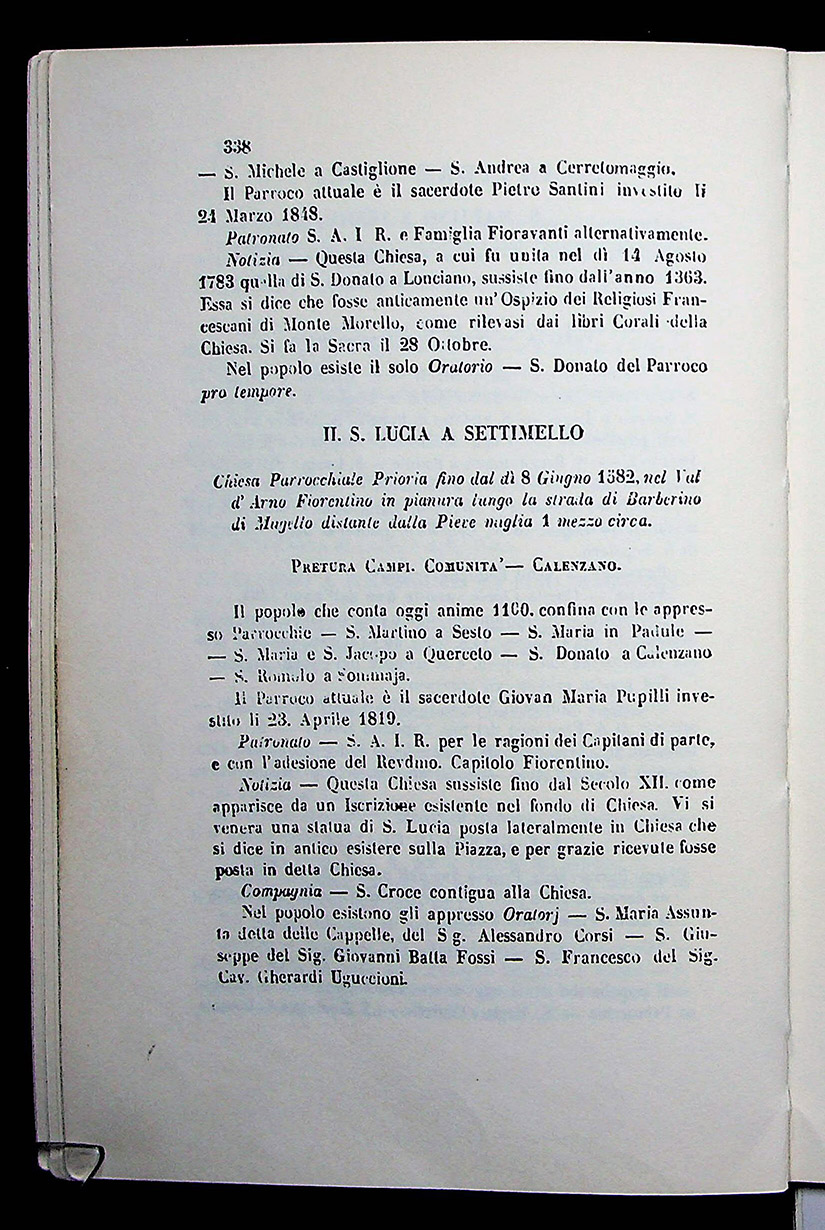 338
— S. Michele a Castiglione — S. Andrea a Cerretomaggio.
Il Parroco attuale è il sacerdote Pietro Santini investito li
21 Marzo 1848.
Patronato S. A. I R. e Famiglia Fioravanti alternativamente.
Notizia — Questa Chiesa, a cui fu unita nel dì 14 Agosto
1783 quella di S. Donato a Lonciano, sussiste fino dall'anno 1363.
Essa si dice che fosse anticamente un' Ospizio dei Religiosi Fran-
cescani di Monte Morello, come rilevasi dai libri Corali della
Chiesa. Si fa la Sacra il 28 Ottobre.
Nel popolo esiste il solo Oratorio — S. Donato del Parroco
pro tempore.
II. S. LUCIA A SETTIMELLO
Chiesa Parrocchiale Prioria fino dal dì 8 Giugno 1582, nel Val
d' Arno Fiorentino in pianura lungo la strada di Barberino
di Mugello distante dalla Pieve miglia 1 mezzo circa.
PRETURA CAMPI. COMUNITA' — CALENZANO.
Il popolo che conta oggi anime 1100. confina con le appres-
so Parrocchie — S. Martino a Sesto — S. Maria in Padule —
— S. Maria e S. Jacopo a Querceto — S. Donato a Calenzano
— S. Romolo a Sommaja.
Il Parroco attuale è il sacerdote Giovan Maria Pupilli inve-
stito li 23. Aprile 1819.
Patronato — S. A. I. R. per le ragioni dei Capitani di parte,
e con l'adesione del Revdmo. Capitolo Fiorentino.
Notizia — Questa Chiesa sussiste fino dal Secolo XII. come
apparisce da un Iscrizione esistente nel fondo di Chiesa. Vi si
venera una statua di S. Lucia posta lateralmente in Chiesa che
si dice in antico esistere sulla Piazza, e per grazie ricevute fosse
posta in detta Chiesa.
Compagnia — S. Croce contigua alla Chiesa.
Nel popolo esistono gli appresso Oratorj — S. Maria Assun-
ta detta delle Cappelle, del S g. Alessandro Corsi — S. Giu-
seppe del Sig. Giovanni Batta Fossi — S. Francesco del Sig.
Cav. Gherardi Uguccioni.